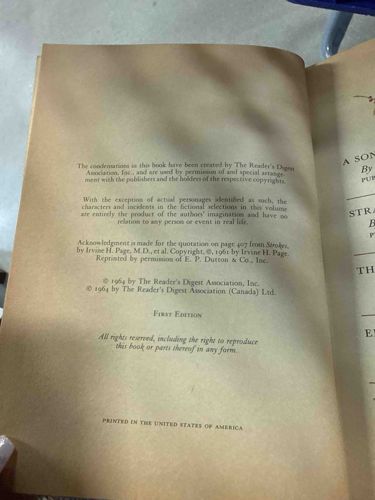 The condensations in this book have been created by The Reader's Digest
Association, Inc., and are used by permission of and special arrange-
ment with the publishers and the holders of the respective copyrights.
With the exception of actual personages identified as such, the
characters and incidents in the fictional selections in this volume
are entirely the product of the authors' imagination and have no
relation to any person or event in real life.
Acknowledgment is made for the quotation on page 407 from Strokes,
by Irvine H. Page, M.D., et al. Copyright, ©, 1961 by Irvine H. Page.
Reprinted by permission of E. P. Dutton & Co., Inc.
© 1964 by The Reader's Digest Association, Inc.
© 1964 by The Reader's Digest Association (Canada) Ltd.
First Edition
All rights reserved, including the right to reproduce
this book or parts thereof in any form.
PRINTED IN THE UNITED STATES OF AMERICA
A SON
By
PUB
STRA
B
P
TH
E